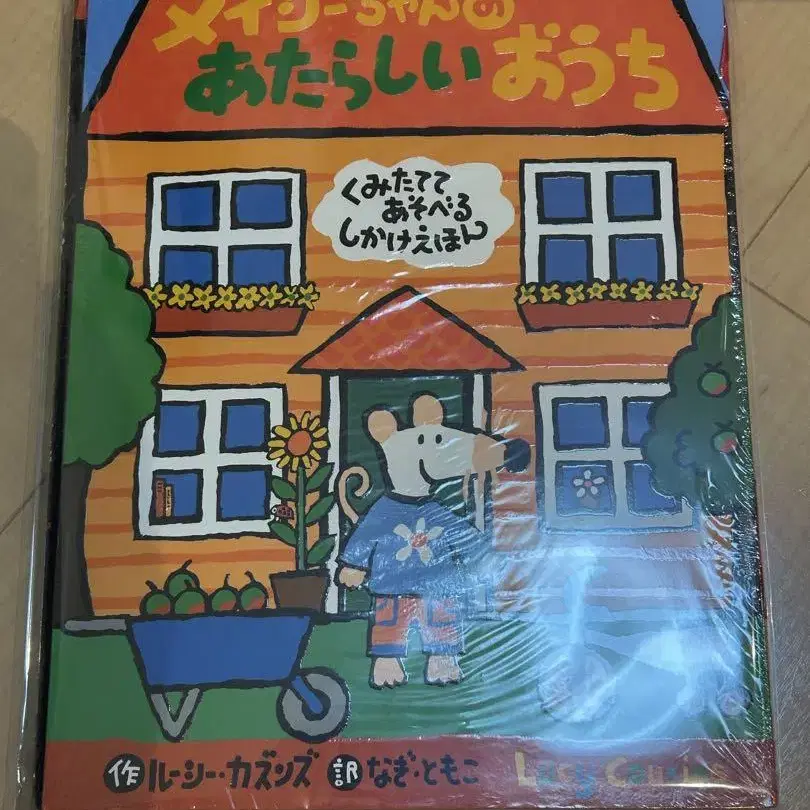 メイシーちゃんの
あたらしい おうち
くみたてて
あそべる
しかけえほん
作 ルーシー・カズンズ 訳 なぎ・ともこ Lucy Cousins